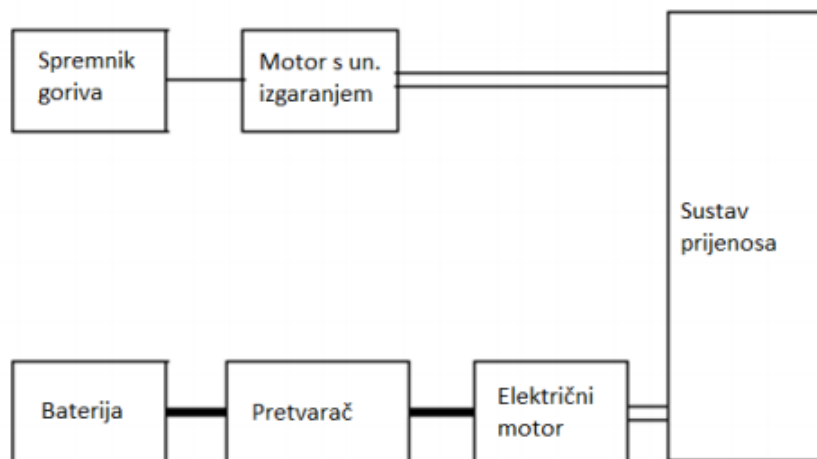 Spremnik
goriva
Motor s un.
izgaranjem
Sustav
prijenosa
Baterija
Pretvarač
Električni
motor